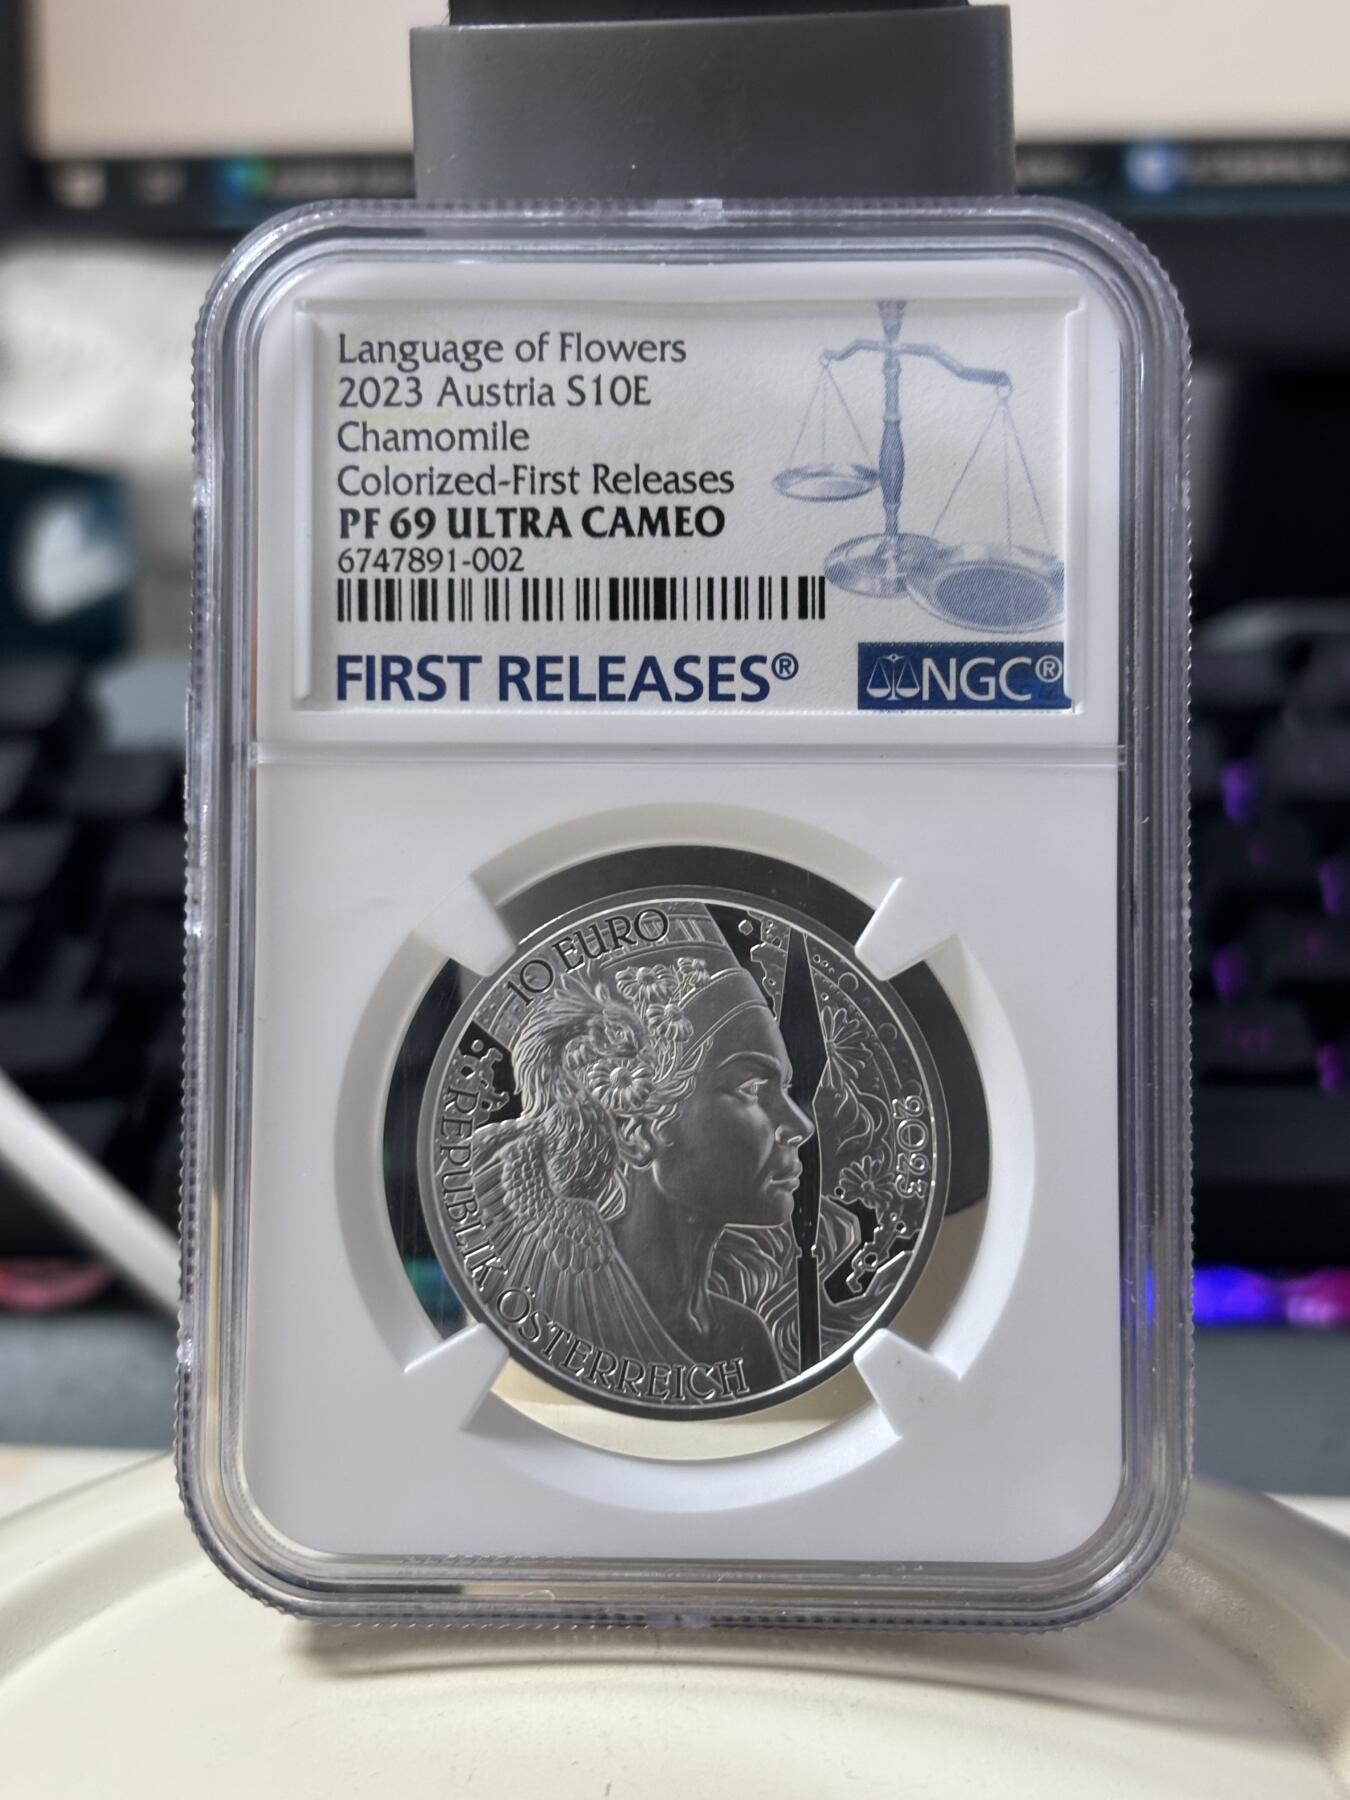 Language of Flowers
2023 Austria S10E
Chamomile
Colorized-First Releases
PF 69 ULTRA CAMEO
6747891-002
FIRST RELEASES®
NGC®
10 EURO
REPUBLIK ÖSTERREICH
2023